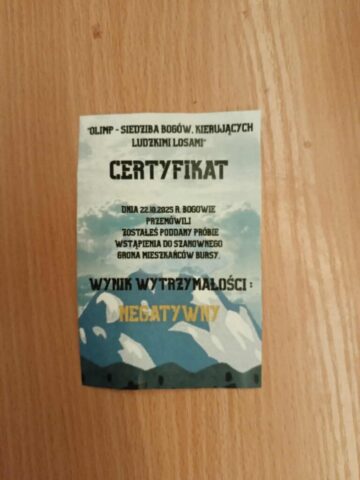 "OLIMP - SIEDZIBA BOGÓW, KIERUJĄCYCH
LUDZKIMI LOSAMI"
CERTYFIKAT
DNIA 22.10.2025 R. BOGOWIE
PRZEMÓWILI
ZOSTAŁEŚ PODDANY PRÓBIE
WSTĄPIENIA DO SZANOWNEGO
GRONA MIESZKAŃCÓW BURSY.
WYNIK WYTRZYMAŁOŚCI :
NEGATYWNY